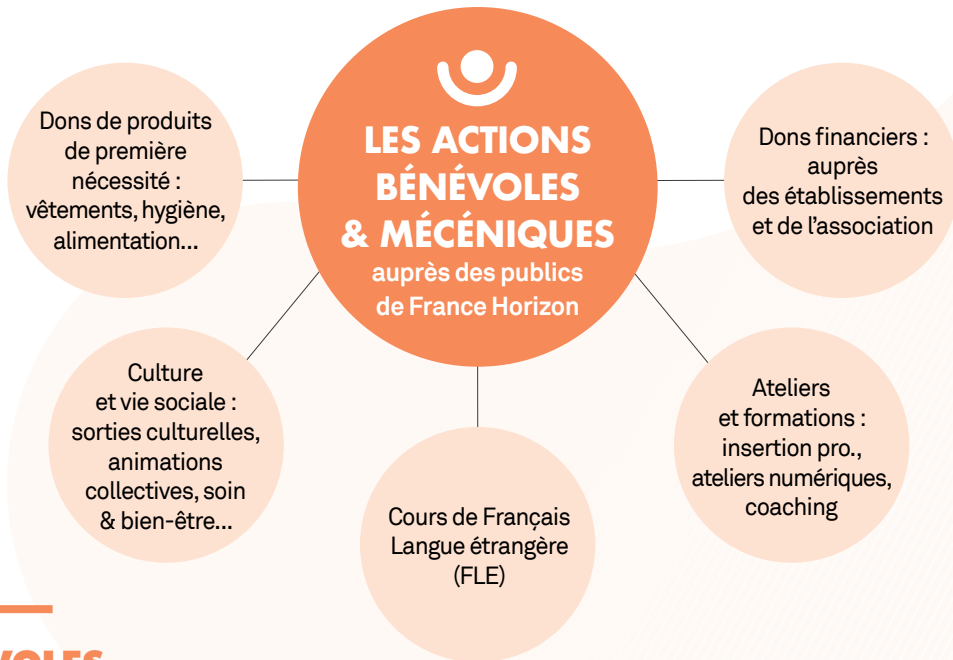 LES ACTIONS
BÉNÉVOLES
& MÉCÉNIQUES
auprès des publics
de France Horizon
Dons de produits
de première
nécessité :
vêtements, hygiène,
alimentation...
Dons financiers :
auprès
des établissements
et de l'association
Culture
et vie sociale :
sorties culturelles,
animations
collectives, soin
& bien-être...
Ateliers
et formations :
insertion pro.,
ateliers numériques,
coaching
Cours de Français
Langue étrangère
(FLE)